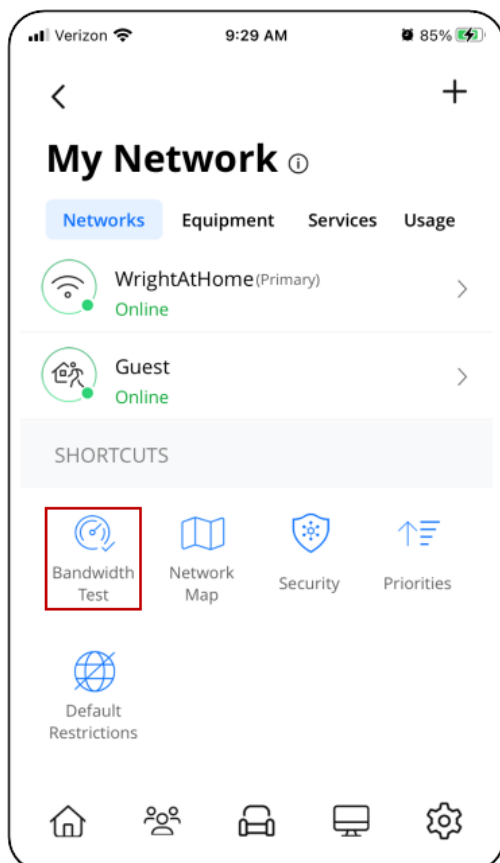 Verizon 9:29 AM 85%
My Network
Networks Equipment Services Usage
WrightAtHome (Primary)
Online
Guest
Online
SHORTCUTS
Bandwidth Test
Network Map
Security
Priorities
Default
Restrictions